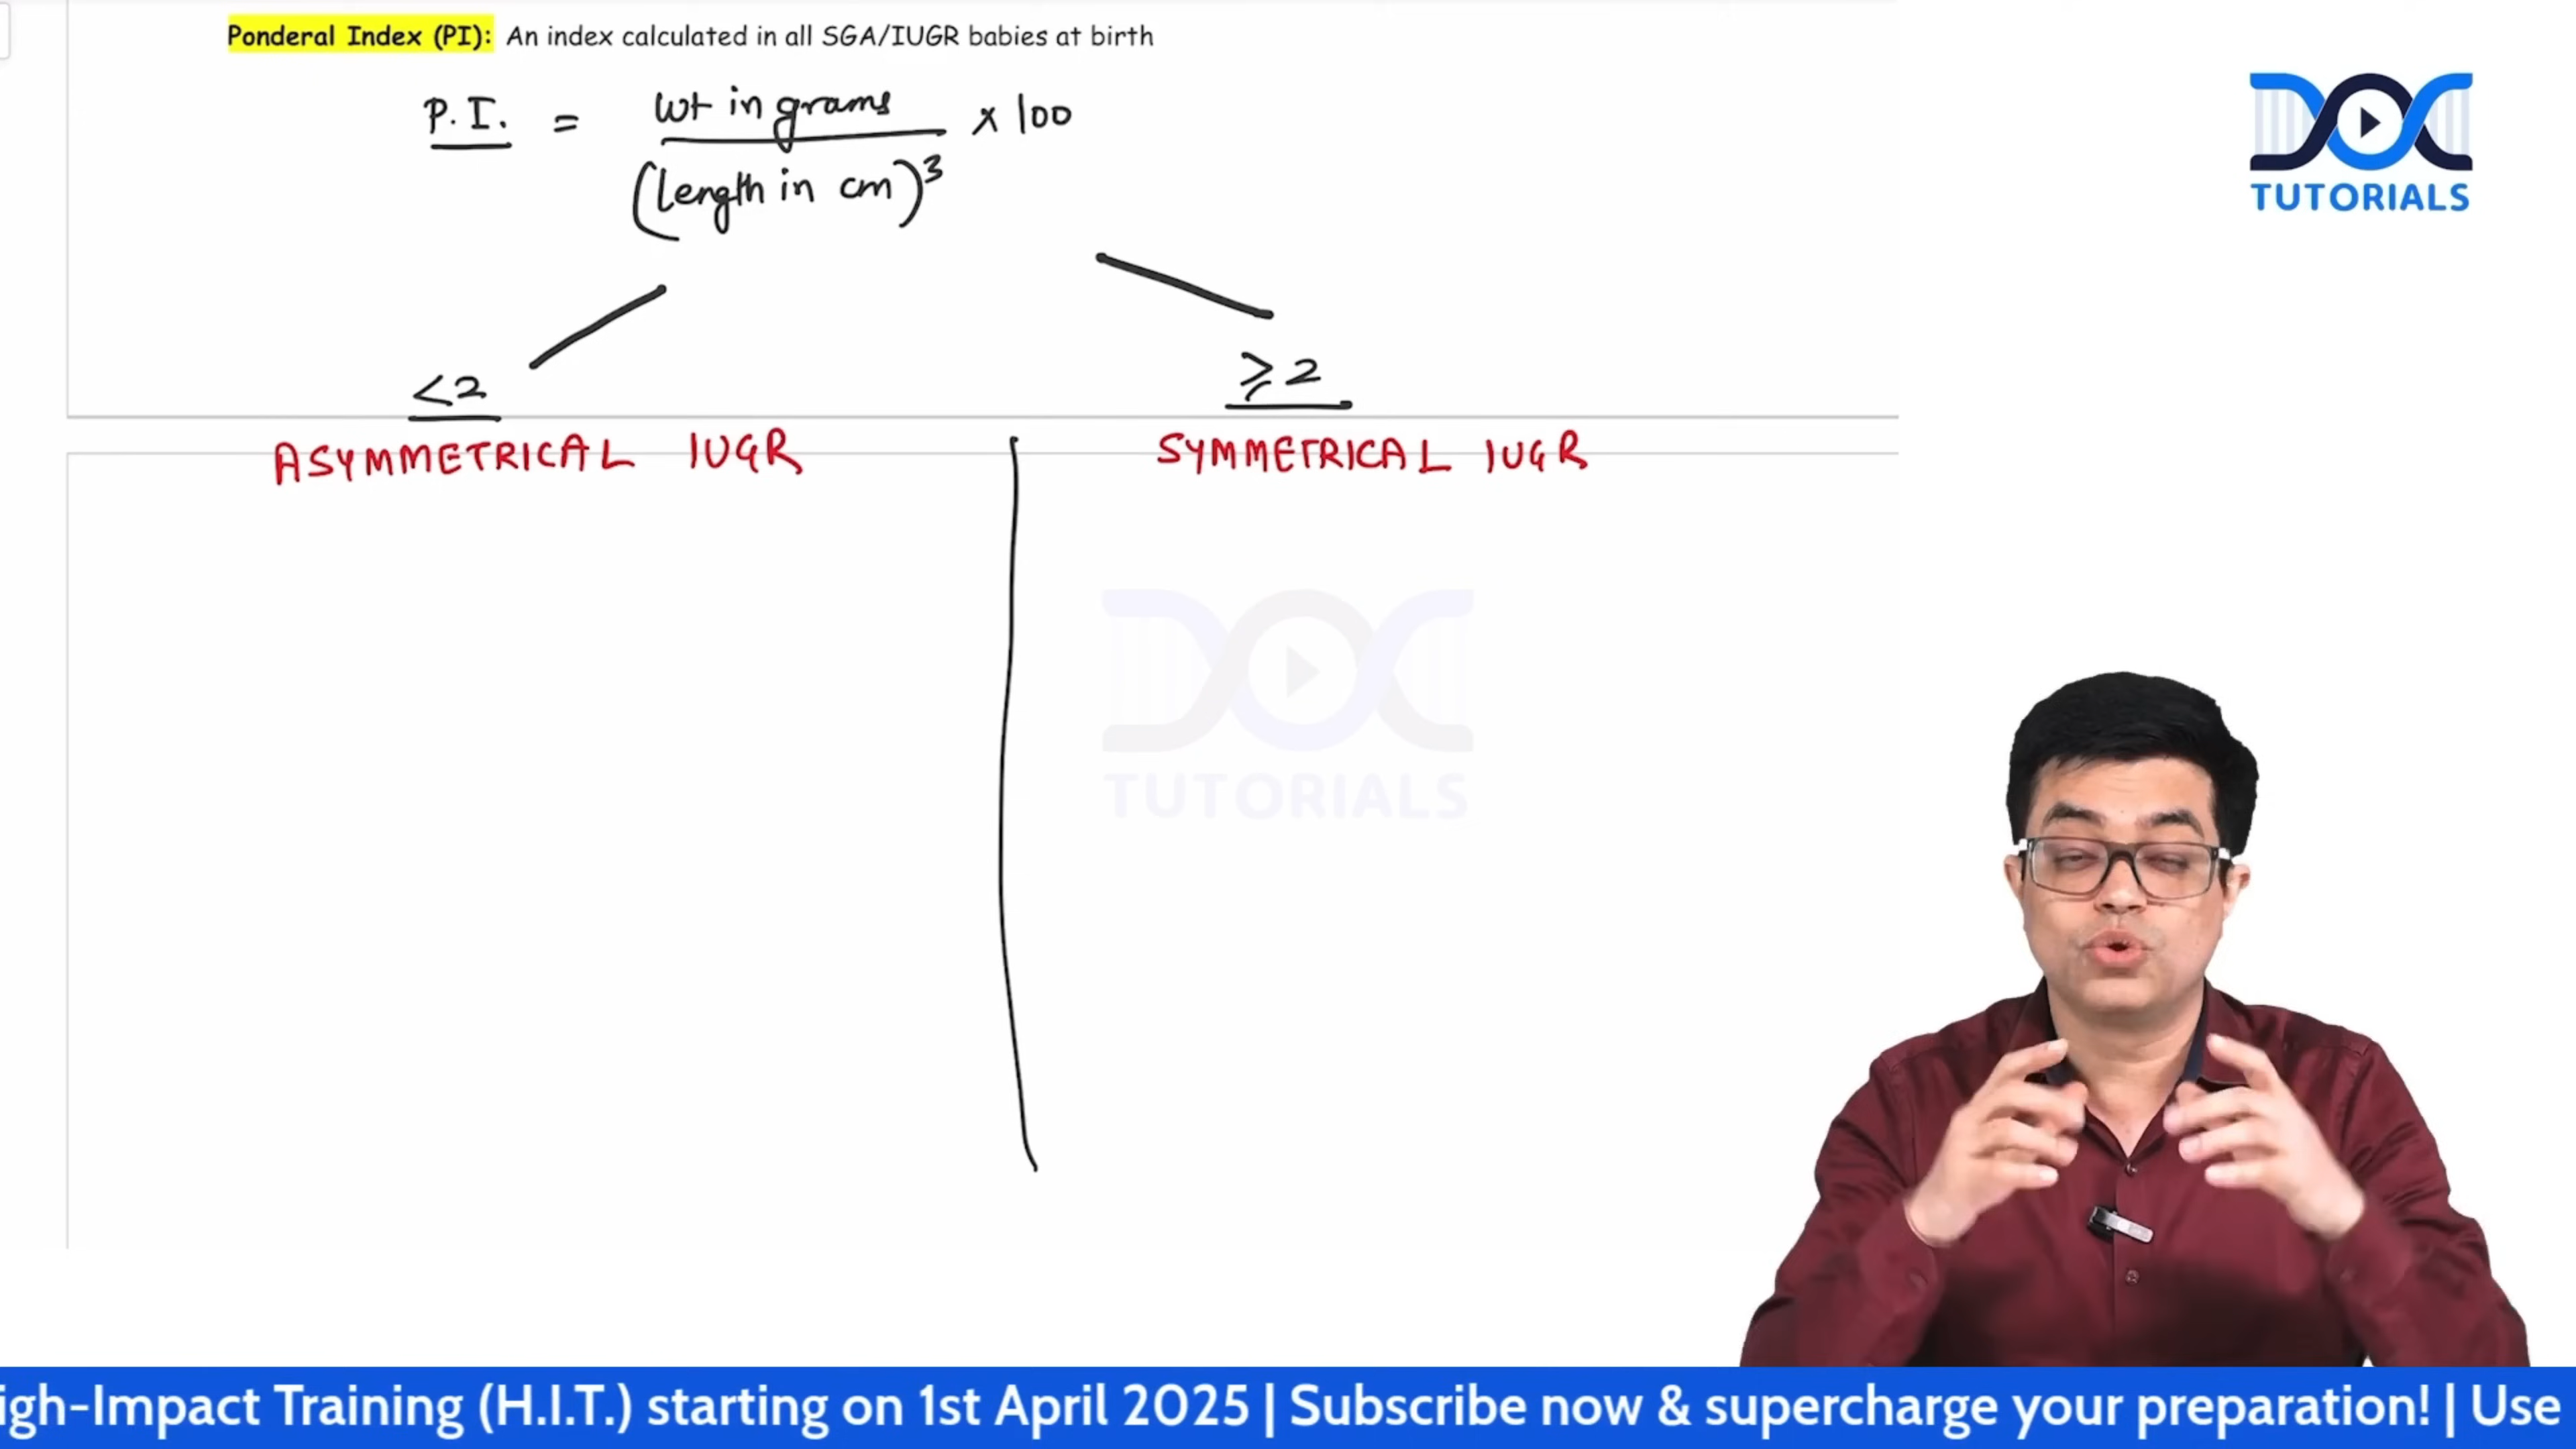 Ponderal Index (PI): An index calculated in all SGA/IUGR babies at birth
P.I. = wt in grams × 100
(length in cm)³
<2
≥2
ASYMMETRICAL IUGR
SYMMETRICAL IUGR
DOC
TUTORIALS
DOC
TUTORIALS
igh-Impact Training (H.I.T.) starting on 1st April 2025 | Subscribe now & supercharge your preparation! | Use